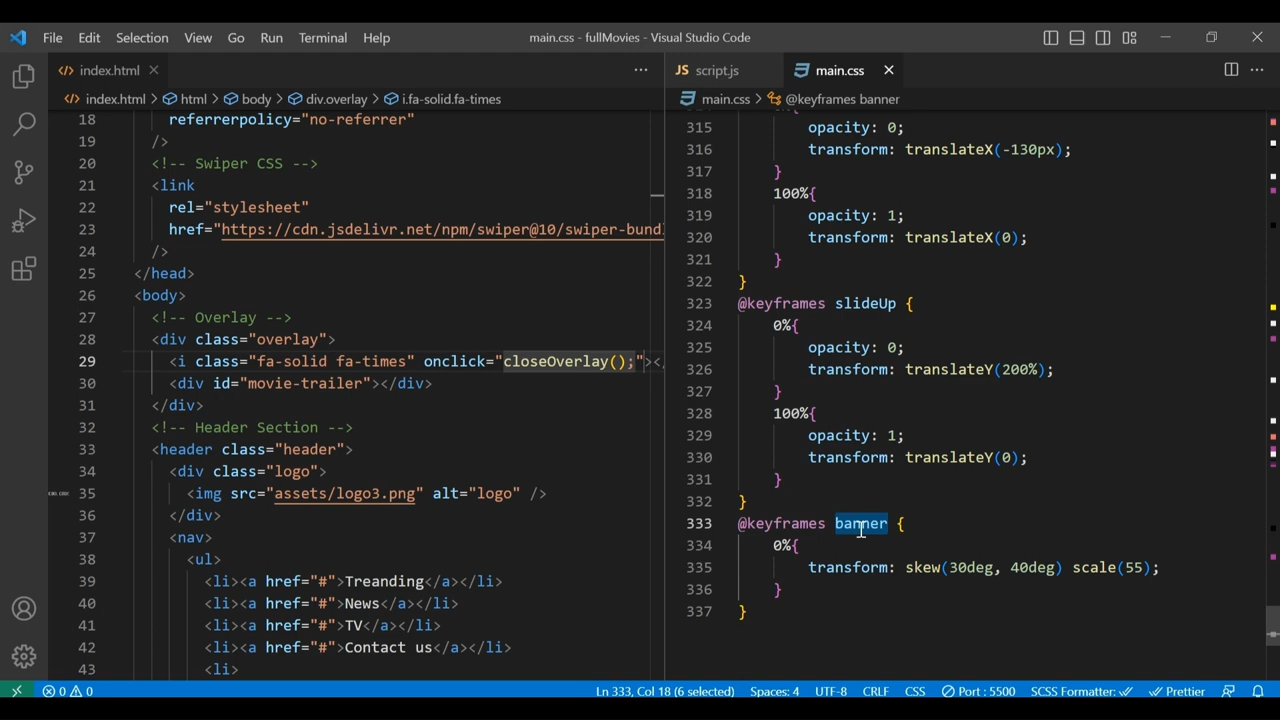 File Edit Selection View Go Run Terminal Help
main.css - fullMovies - Visual Studio Code
index.html
index.html > html > body > div.overlay > i.fa-solid.fa-times
18 referrerpolicy="no-referrer"
19 />
20 <!-- Swiper CSS -->
21 <link
22 rel="stylesheet"
23 href="https://cdn.jsdelivr.net/npm/swiper@10/swiper-bundl
24 />
25 </head>
26 <body>
27 <!-- Overlay -->
28 <div class="overlay">
29 <i class="fa-solid fa-times" onclick="closeOverlay();"></
30 <div id="movie-trailer"></div>
31 </div>
32 <!-- Header Section -->
33 <header class="header">
34 <div class="logo">
35 <img src="assets/logo3.png" alt="logo" />
36 </div>
37 <nav>
38 <ul>
39 <li><a href="#">Treanding</a></li>
40 <li><a href="#">News</a></li>
41 <li><a href="#">TV</a></li>
42 <li><a href="#">Contact us</a></li>
43 <li>
JS script.js
main.css
main.css > @keyframes banner
315 opacity: 0;
316 transform: translateX(-130px);
317 }
318 100%{
319 opacity: 1;
320 transform: translateX(0);
321 }
322 }
323 @keyframes slideUp {
324 0%{
325 opacity: 0;
326 transform: translateY(200%);
327 }
328 100%{
329 opacity: 1;
330 transform: translateY(0);
331 }
332 }
333 @keyframes banner {
334 0%{
335 transform: skew(30deg, 40deg) scale(55);
336 }
337 }
0 0 Ln 333, Col 18 (6 selected) Spaces: 4 UTF-8 CRLF CSS Port : 5500 SCSS Formatter: Prettier